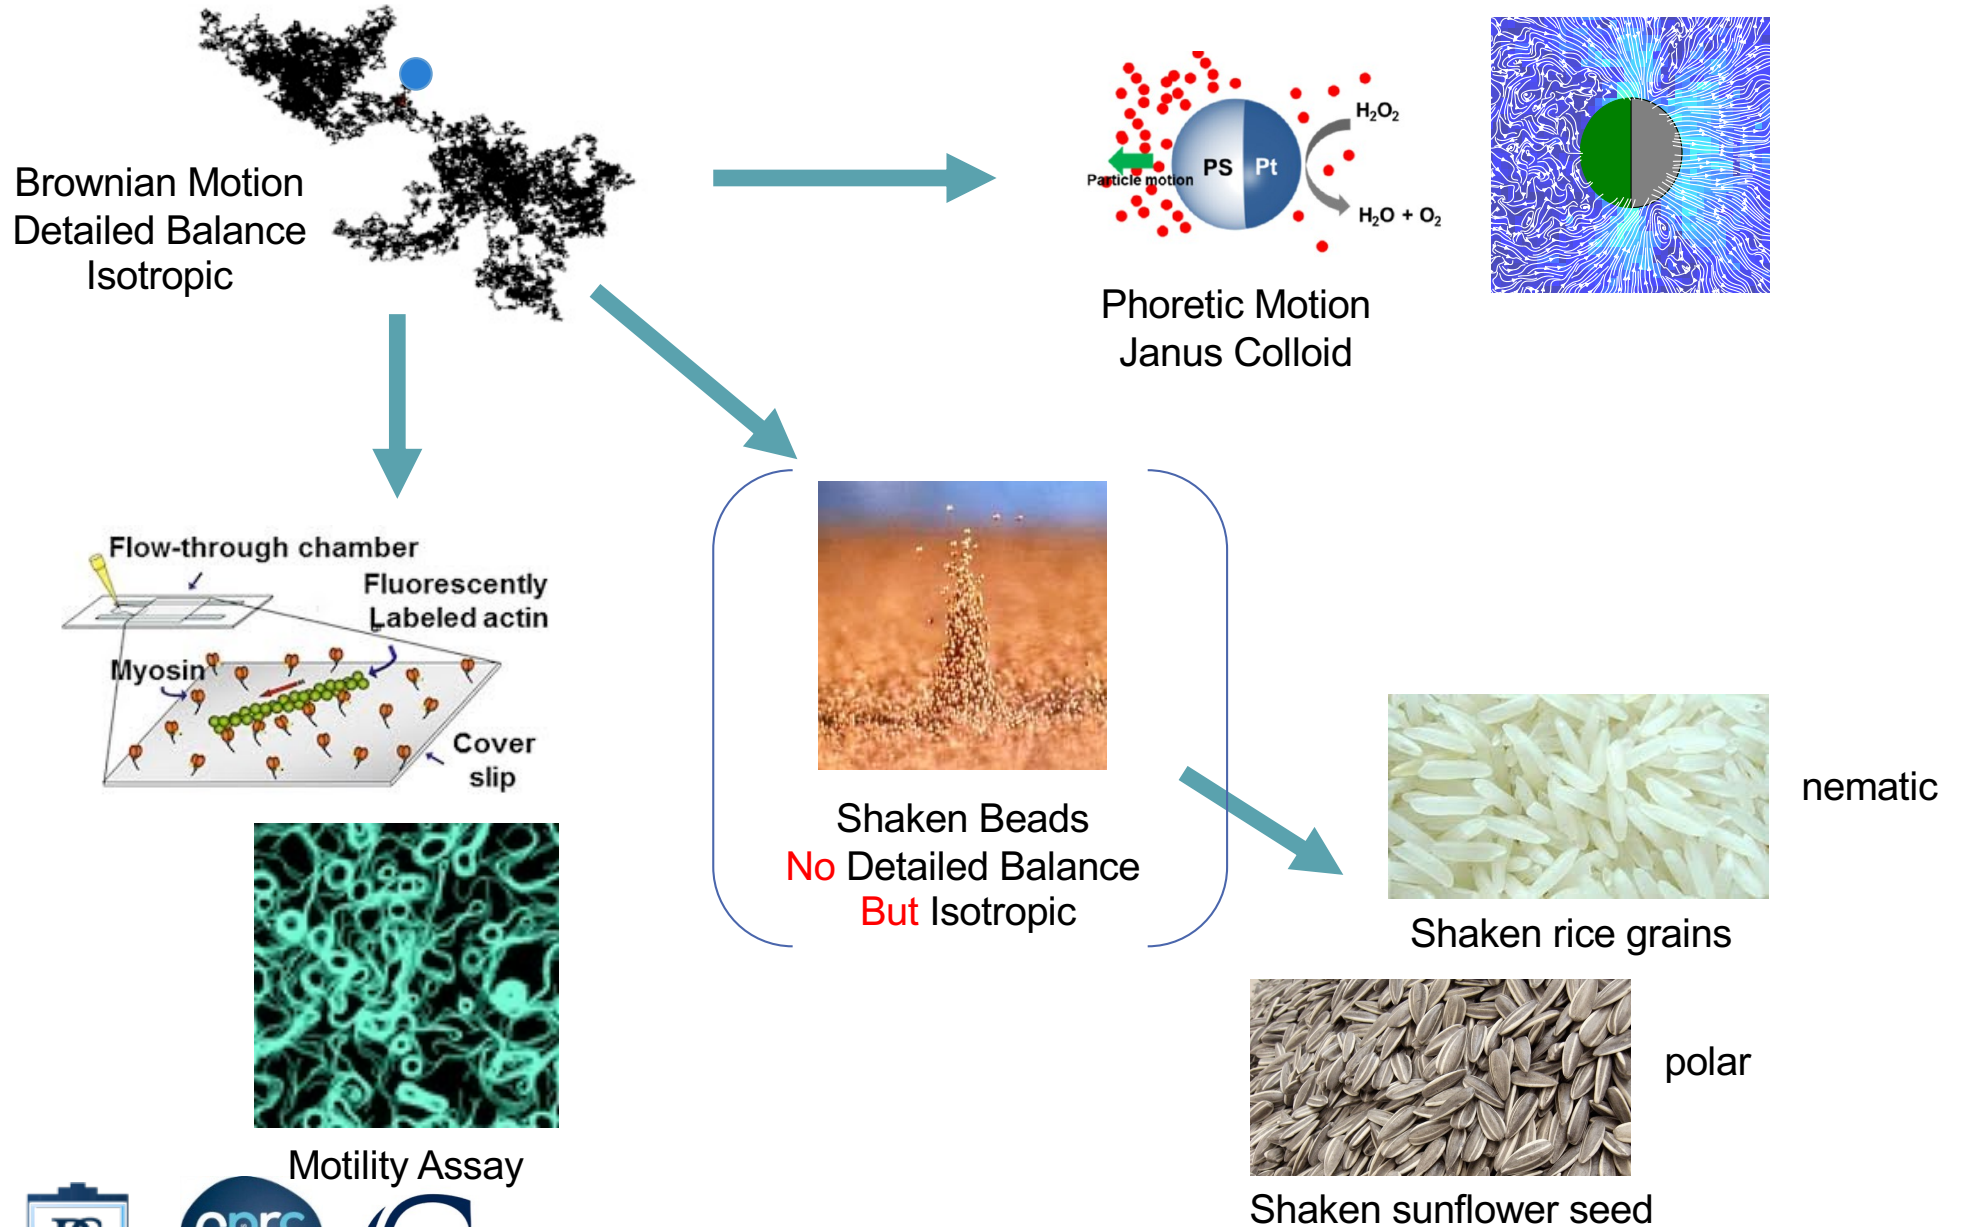 Brownian Motion
Detailed Balance
Isotropic
H₂O₂
PS
Pt
Particle motion
H₂O + O₂
Phoretic Motion
Janus Colloid
Flow-through chamber
Fluorescently
Labeled actin
Myosin
Cover
slip
Motility Assay
Shaken Beads
No Detailed Balance
But Isotropic
nematic
Shaken rice grains
polar
Shaken sunflower seed